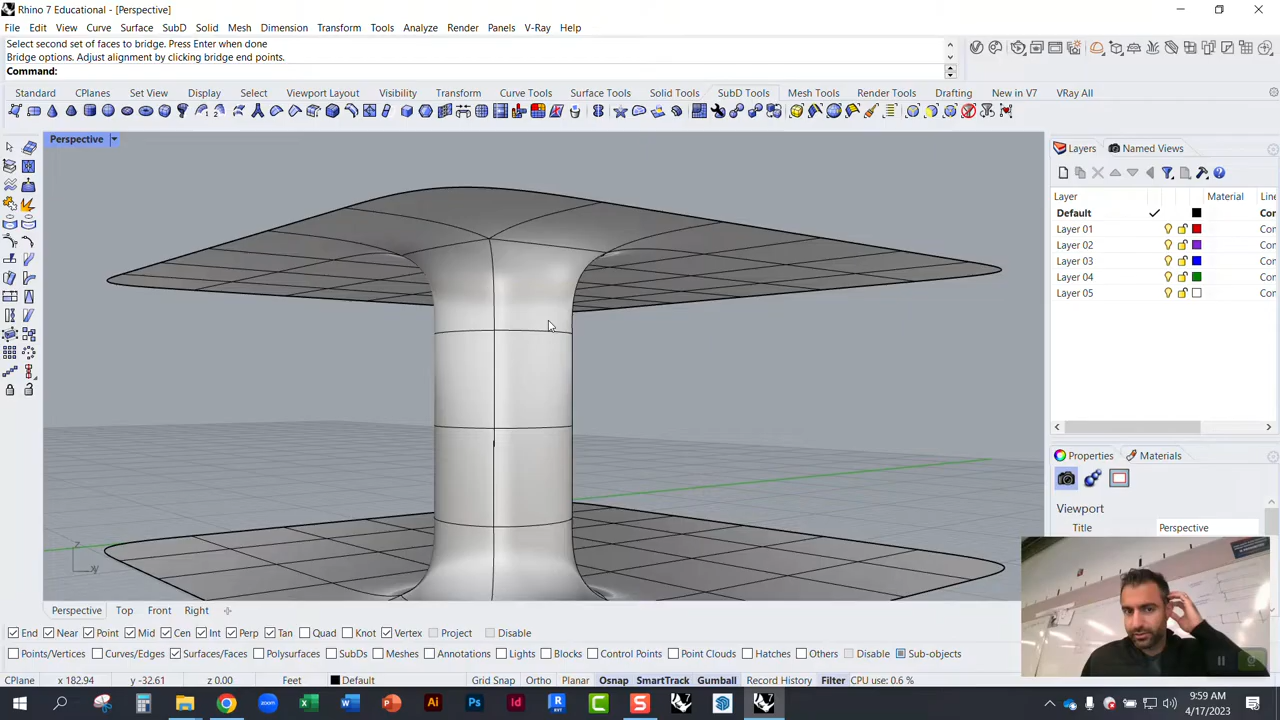 Rhino 7 Educational - [Perspective]
File Edit View Curve Surface SubD Solid Mesh Dimension Transform Tools Analyze Render Panels V-Ray Help
Select second set of faces to bridge. Press Enter when done
Bridge options. Adjust alignment by clicking bridge end points.
Command:
Standard CPlanes Set View Display Select Viewport Layout Visibility Transform Curve Tools Surface Tools Solid Tools SubD Tools Mesh Tools Render Tools Drafting New in V7 VRay All
Perspective
Layers Named Views
Layer Material Line
Default Cor
Layer 01 Cor
Layer 02 Cor
Layer 03 Cor
Layer 04 Cor
Layer 05 Cor
Properties Materials
Viewport
Title Perspective
z
y
Perspective Top Front Right
End Near Point Mid Cen Int Perp Tan Quad Knot Vertex Project Disable
Points/Vertices Curves/Edges Surfaces/Faces Polysurfaces SubDs Meshes Annotations Lights Blocks Control Points Point Clouds Hatches Others Disable Sub-objects
CPlane x 182.94 y -32.61 z 0.00 Feet Default Grid Snap Ortho Planar Osnap SmartTrack Gumball Record History Filter CPU use: 0.6 %
9:59 AM
4/17/2023